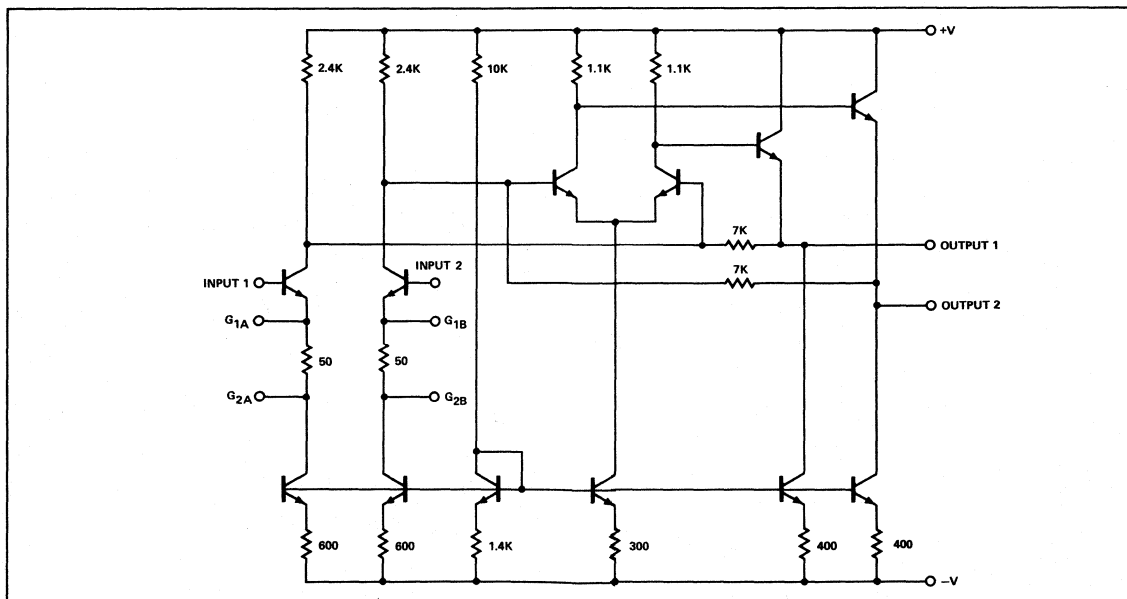 +V
2.4K 2.4K 10K 1.1K 1.1K
7K
OUTPUT 1
INPUT 1 INPUT 2
7K
OUTPUT 2
G1A G1B
50 50
G2A G2B
600 600 1.4K 300 400 400
−V